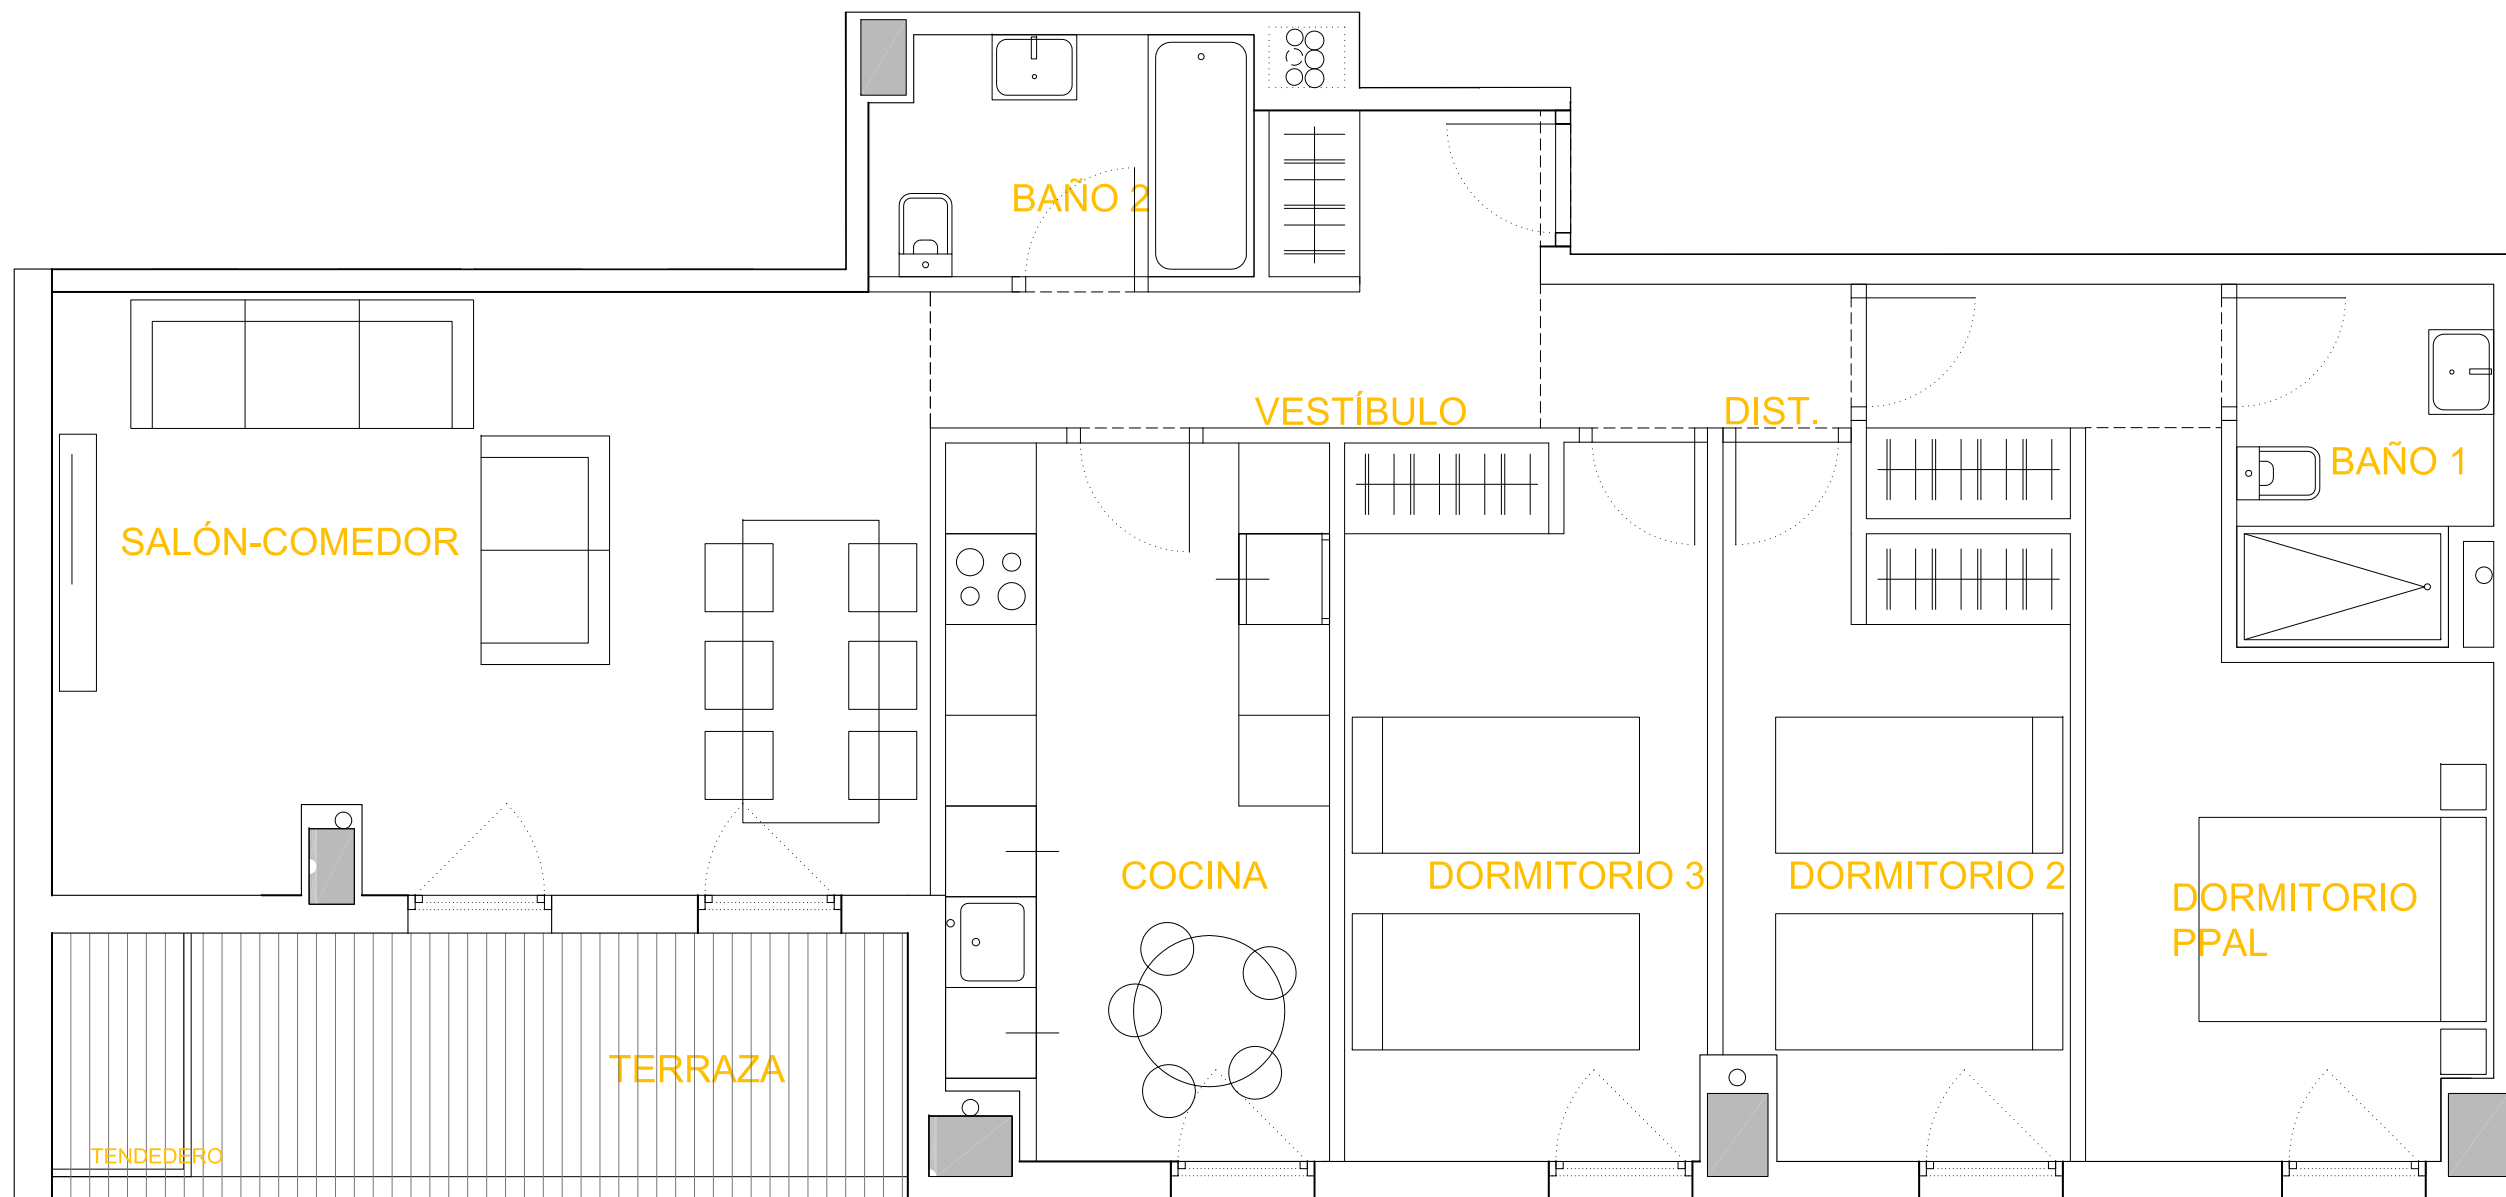 BAÑO 2
VESTÍBULO
DIST.
BAÑO 1
SALÓN-COMEDOR
COCINA
DORMITORIO 3
DORMITORIO 2
DORMITORIO
PPAL
TERRAZA
TENDEDERO